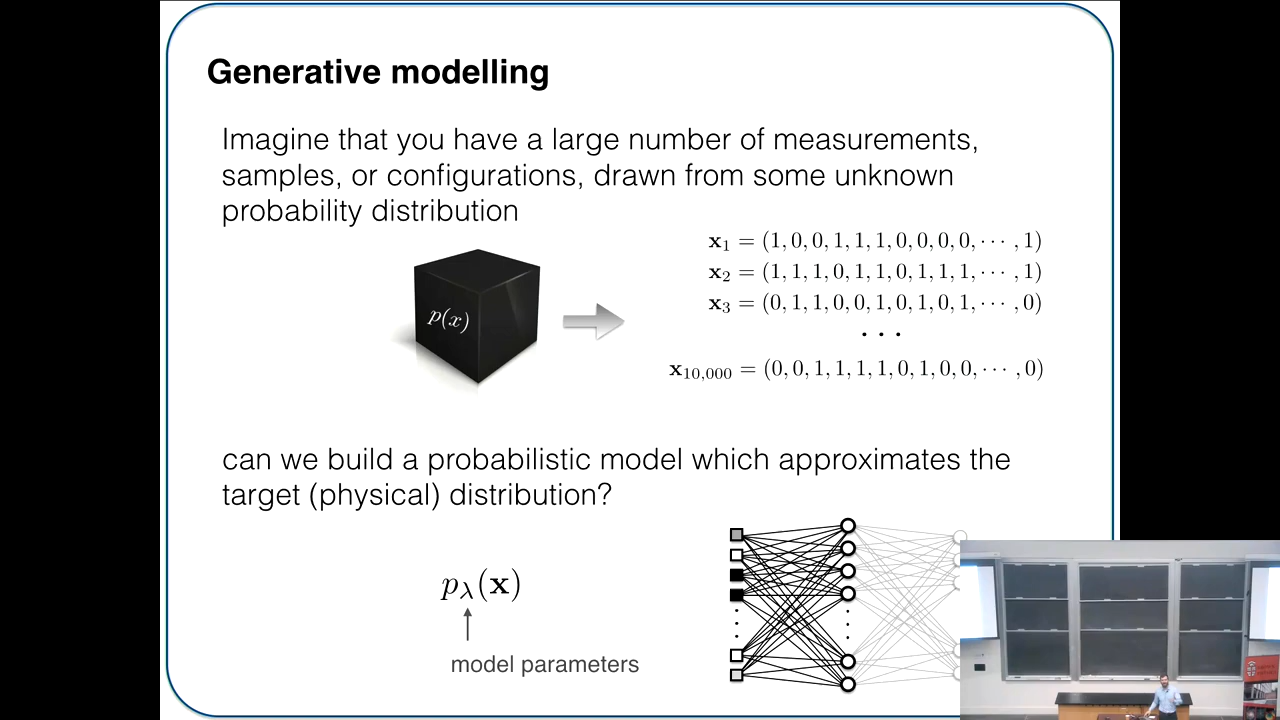 Generative modelling
Imagine that you have a large number of measurements,
samples, or configurations, drawn from some unknown
probability distribution
p(x)
x₁ = (1, 0, 0, 1, 1, 1, 0, 0, 0, 0, ⋯ , 1)
x₂ = (1, 1, 1, 0, 1, 1, 0, 1, 1, 1, ⋯ , 1)
x₃ = (0, 1, 1, 0, 0, 1, 0, 1, 0, 1, ⋯ , 0)
...
x₁₀,₀₀₀ = (0, 0, 1, 1, 1, 1, 0, 1, 0, 0, ⋯ , 0)
can we build a probabilistic model which approximates the
target (physical) distribution?
p_λ(x)
model parameters